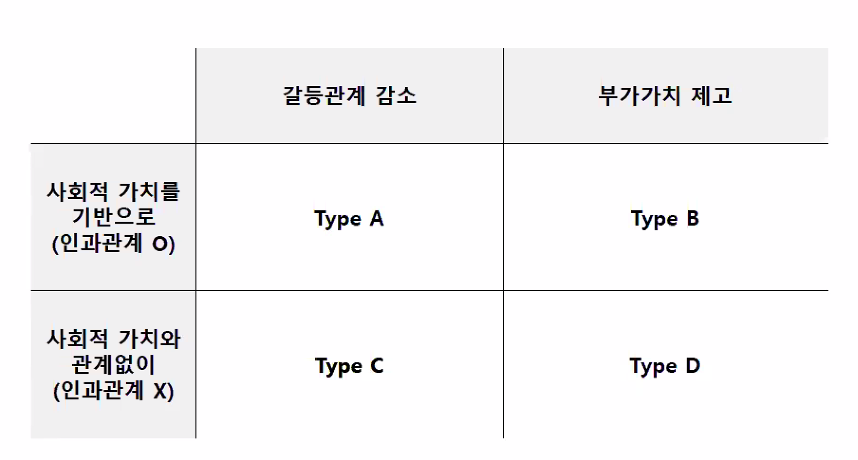 갈등관계 감소
부가가치 제고
사회적 가치를
기반으로
(인과관계 O)
Type A
Type B
사회적 가치와
관계없이
(인과관계 X)
Type C
Type D